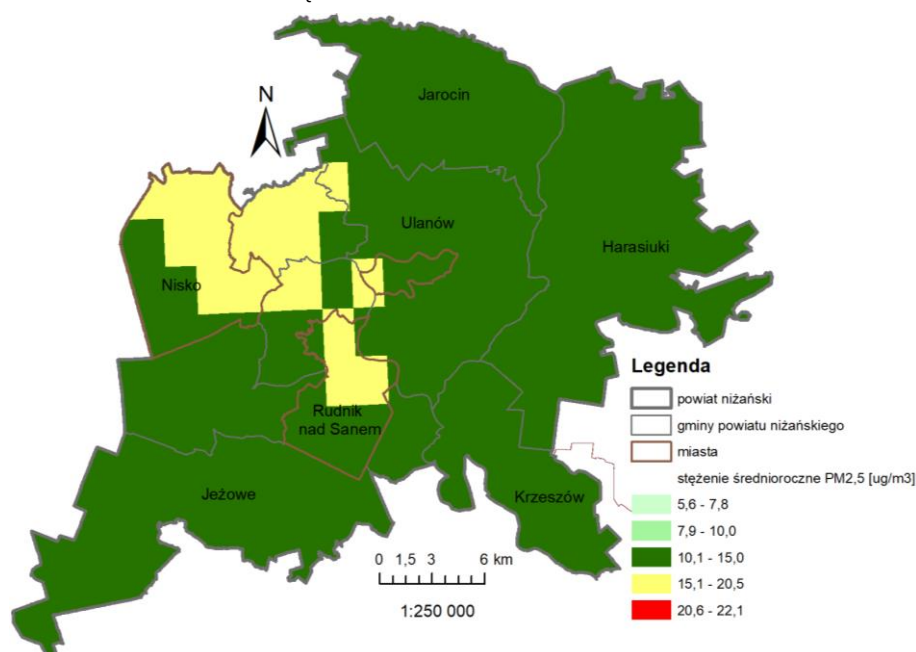 Jarocin
N
Ulanów
Harasiuki
Nisko
Legenda
powiat niżański
gminy powiatu niżańskiego
miasta
stężenie średnioroczne PM2,5 [ug/m3]
5,6 - 7,8
7,9 - 10,0
10,1 - 15,0
15,1 - 20,5
20,6 - 22,1
Rudnik
nad Sanem
Jeżowe
Krzeszów
0 1,5 3 6 km
1:250 000